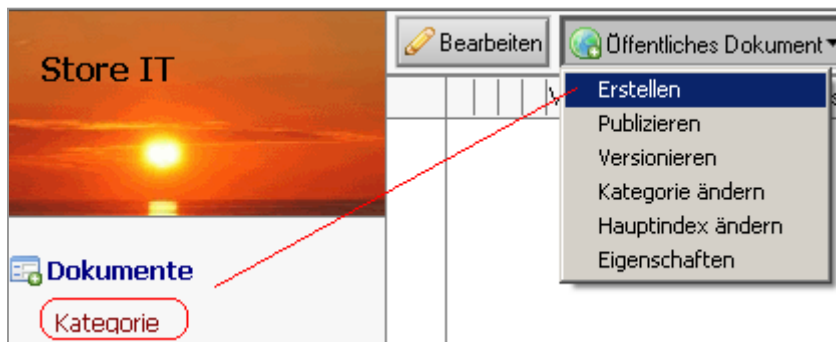 Store IT
Bearbeiten
Öffentliches Dokument
Erstellen
Publizieren
Versionieren
Kategorie ändern
Hauptindex ändern
Eigenschaften
Dokumente
Kategorie